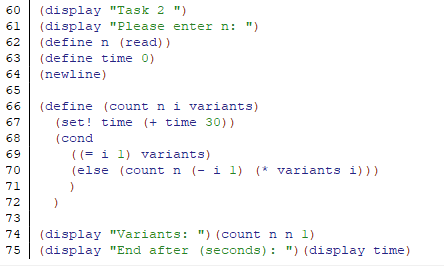 60 (display "Task 2 ")
61 (display "Please enter n: ")
62 (define n (read))
63 (define time 0)
64 (newline)
65
66 (define (count n i variants)
67   (set! time (+ time 30))
68   (cond
69     ((= i 1) variants)
70     (else (count n (- i 1) (* variants i)))
71     )
72   )
73
74 (display "Variants: ")(count n n 1)
75 (display "End after (seconds): ")(display time)